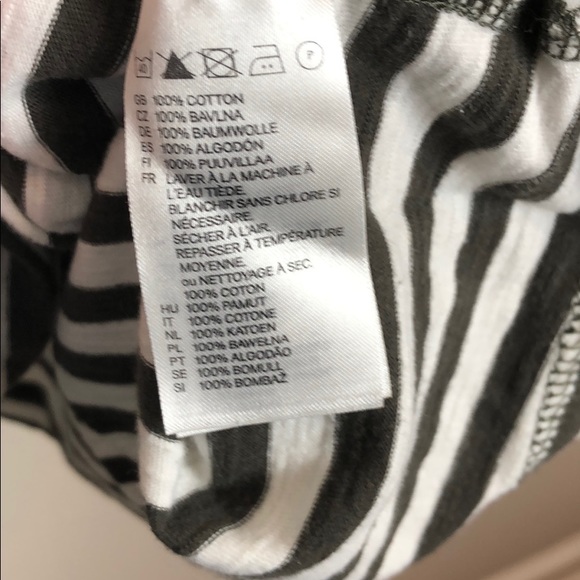 P
GB 100% COTTON
CZ 100% BAVLNA
DE 100% BAUMWOLLE
ES 100% ALGODÓN
FI 100% PUUVILLAA
FR LAVER À LA MACHINE À
L'EAU TIÈDE.
BLANCHIR SANS CHLORE SI
NÉCESSAIRE.
SÉCHER À L'AIR.
REPASSER À TEMPÉRATURE
MOYENNE.
ou NETTOYAGE À SEC.
100% COTON
HU 100% PAMUT
IT 100% COTONE
NL 100% KATOEN
PL 100% BAWEŁNA
PT 100% ALGODÃO
SE 100% BOMULL
SI 100% BOMBAŽ